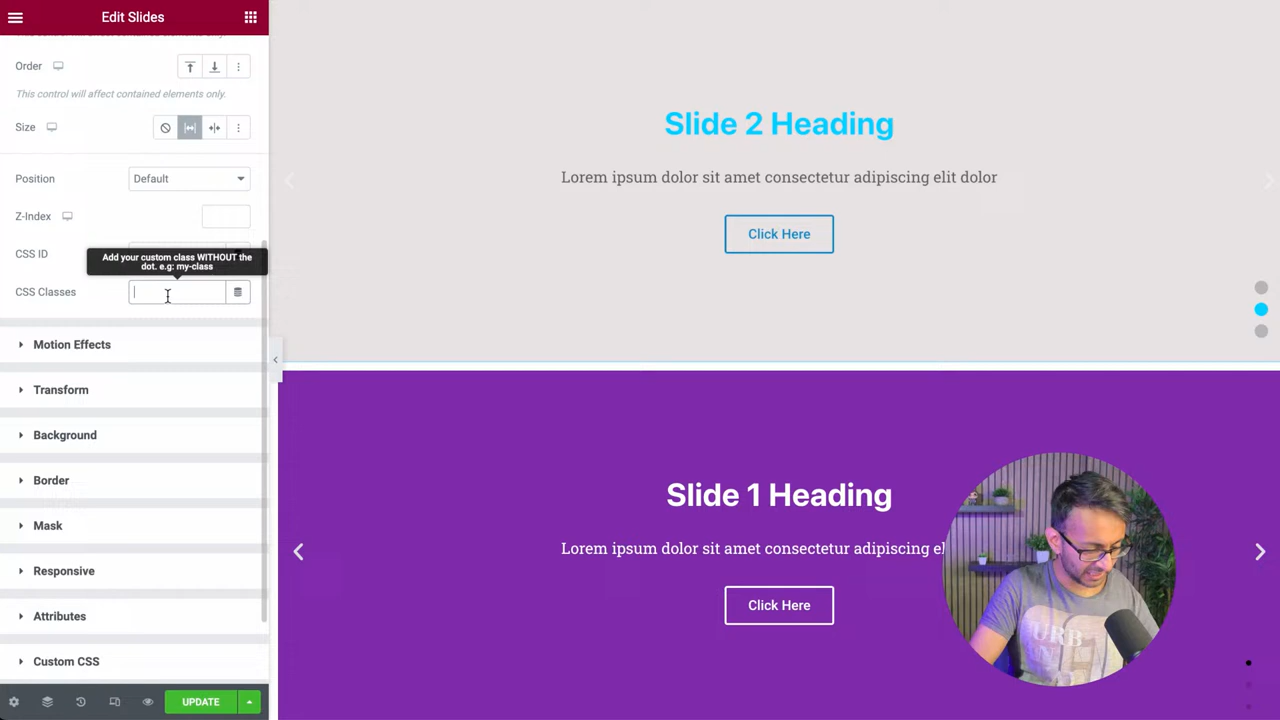 Edit Slides
Order
This control will affect contained elements only.
Size
Position
Default
Z-Index
CSS ID
Add your custom class WITHOUT the
dot. e.g: my-class
CSS Classes
Motion Effects
Transform
Background
Border
Mask
Responsive
Attributes
Custom CSS
UPDATE
Slide 2 Heading
Lorem ipsum dolor sit amet consectetur adipiscing elit dolor
Click Here
Slide 1 Heading
Lorem ipsum dolor sit amet consectetur adipiscing
Click Here
URB